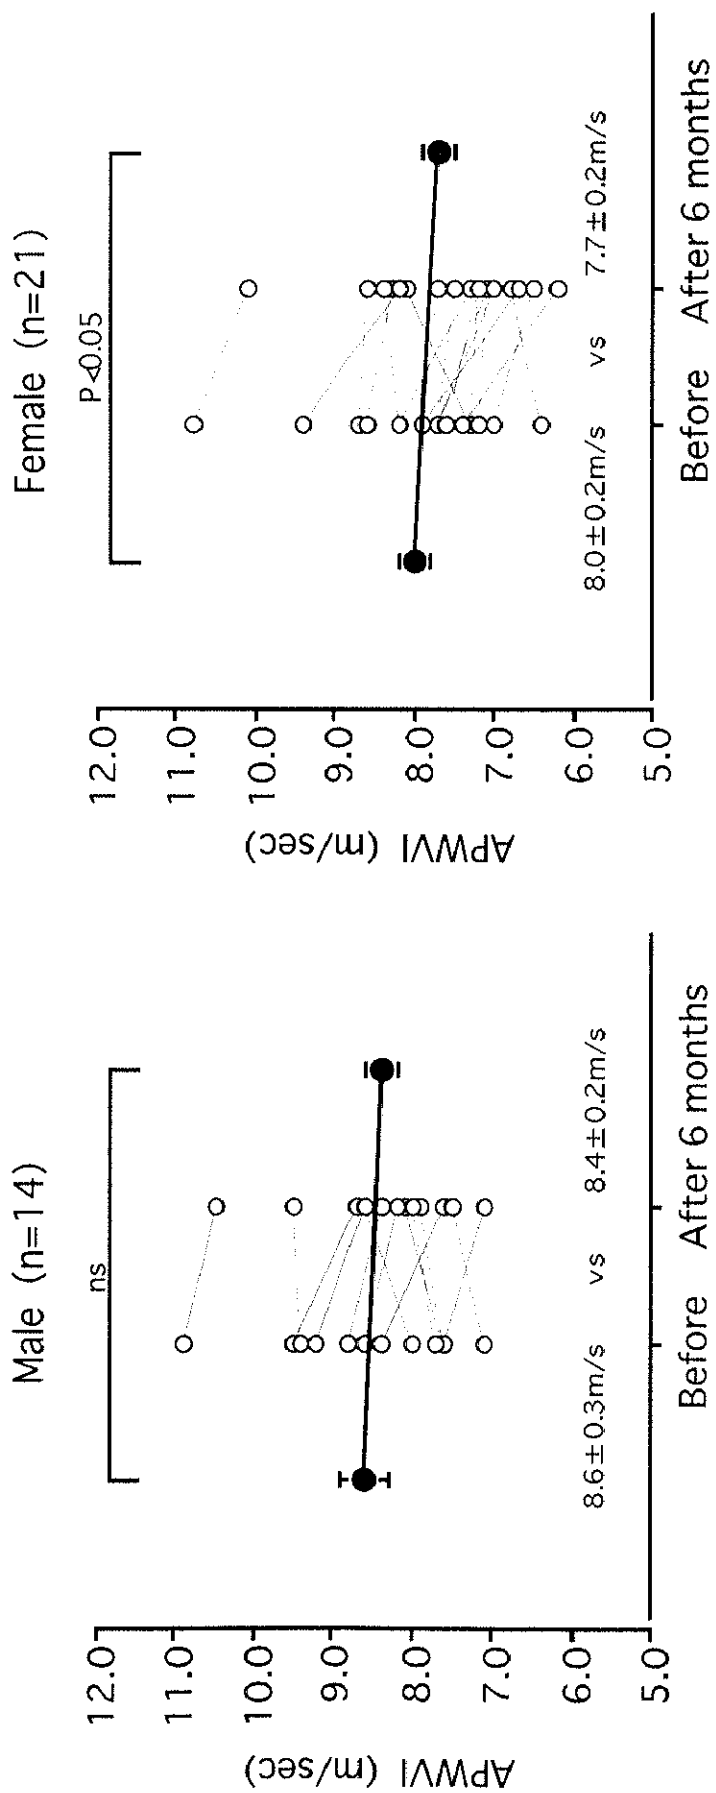 Male (n=14)
ns
12.0
11.0
10.0
9.0
8.0
7.0
6.0
5.0
APWVI (m/sec)
8.6±0.3m/s vs 8.4±0.2m/s
Before After 6 months
Female (n=21)
P<0.05
12.0
11.0
10.0
9.0
8.0
7.0
6.0
5.0
APWVI (m/sec)
8.0±0.2m/s vs 7.7±0.2m/s
Before After 6 months